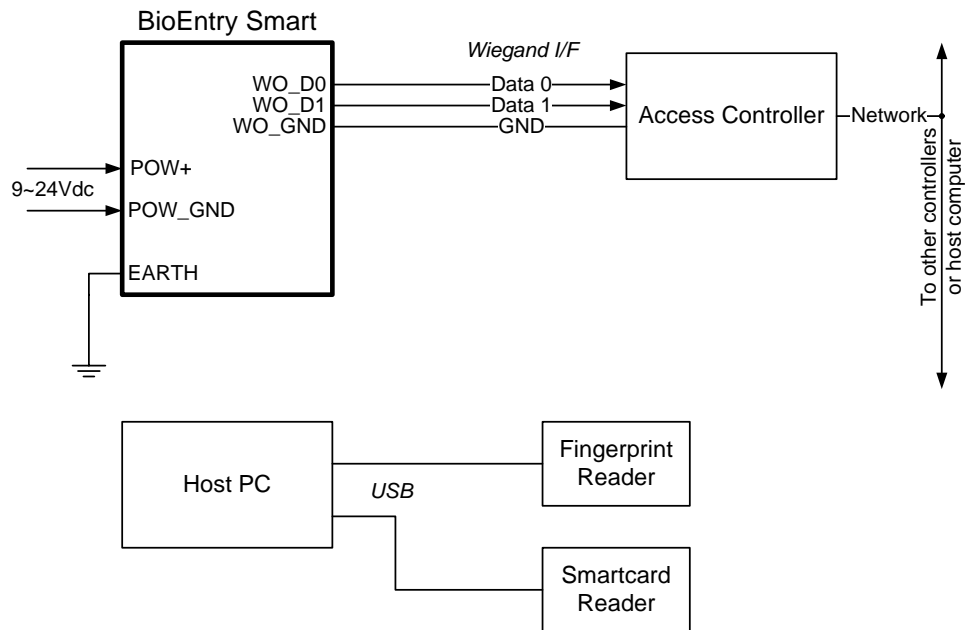 BioEntry Smart
Wiegand I/F
WO_D0
Data 0
WO_D1
Data 1
WO_GND
GND
Access Controller
Network
POW+
9~24Vdc
POW_GND
EARTH
To other controllers
or host computer
Host PC
USB
Fingerprint
Reader
Smartcard
Reader